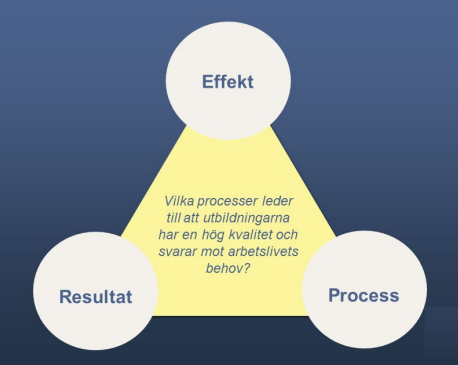 Effekt
Vilka processer leder
till att utbildningarna
har en hög kvalitet och
svarar mot arbetslivets
behov?
Resultat
Process